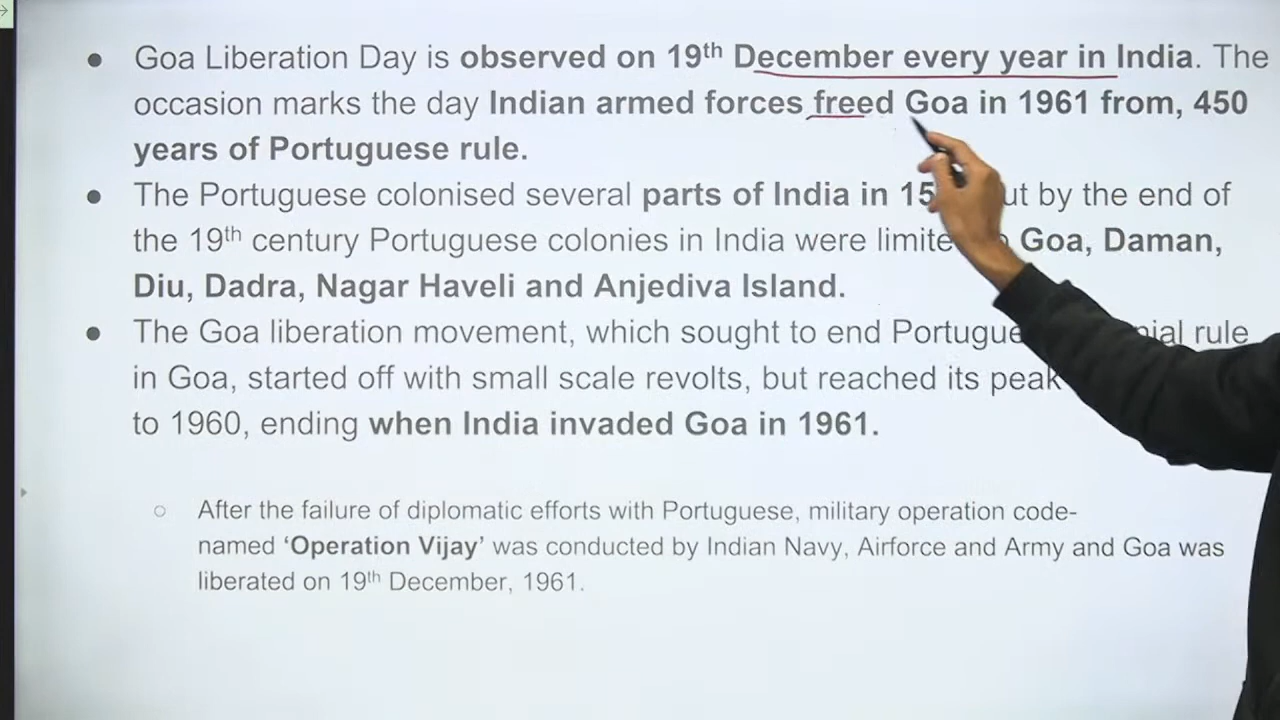 Goa Liberation Day is observed on 19th December every year in India. The
occasion marks the day Indian armed forces freed Goa in 1961 from, 450
years of Portuguese rule.
The Portuguese colonised several parts of India in by the end of
the 19th century Portuguese colonies in India were Goa, Daman,
Diu, Dadra, Nagar Haveli and Anjediva Island.
The Goa liberation movement, which sought to end rule
in Goa, started off with small scale revolts, but reached its peak
to 1960, ending when India invaded Goa in 1961.
After the failure of diplomatic efforts with Portuguese, military operation code-
named ‘Operation Vijay’ was conducted by Indian Navy, Airforce and Army and Goa was
liberated on 19th December, 1961.